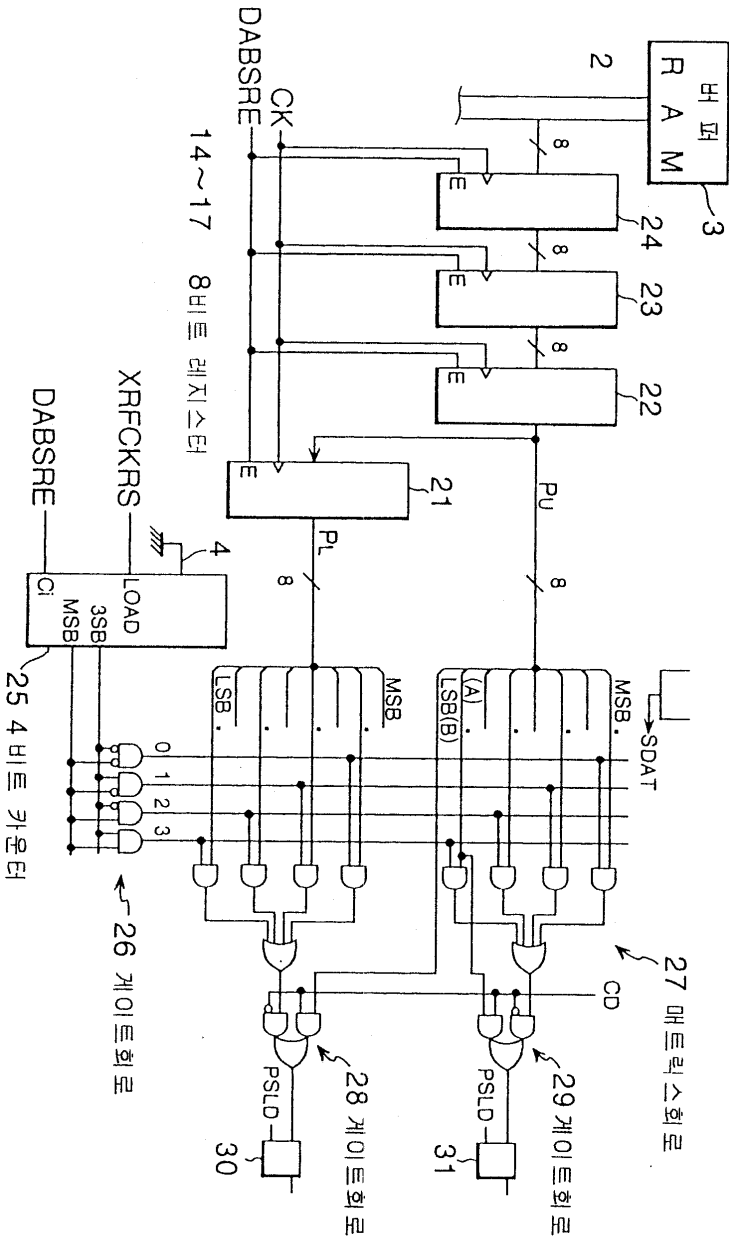 버퍼
RAM
3
2
8
24
8
23
8
22
E
E
E
CK
DABSRE
14~17 8비트 레지스터
21
E
PU
8
PL
8
XRFCKRS
DABSRE
4
LOAD
Ci
3SB
MSB
25 4비트 카운터
MSB
(A)
LSB(B)
SDAT
MSB
LSB
0
1
2
3
26 게이트회로
27 매트릭스회로
CD
29 게이트회로
28 게이트회로
PSLD
31
PSLD
30